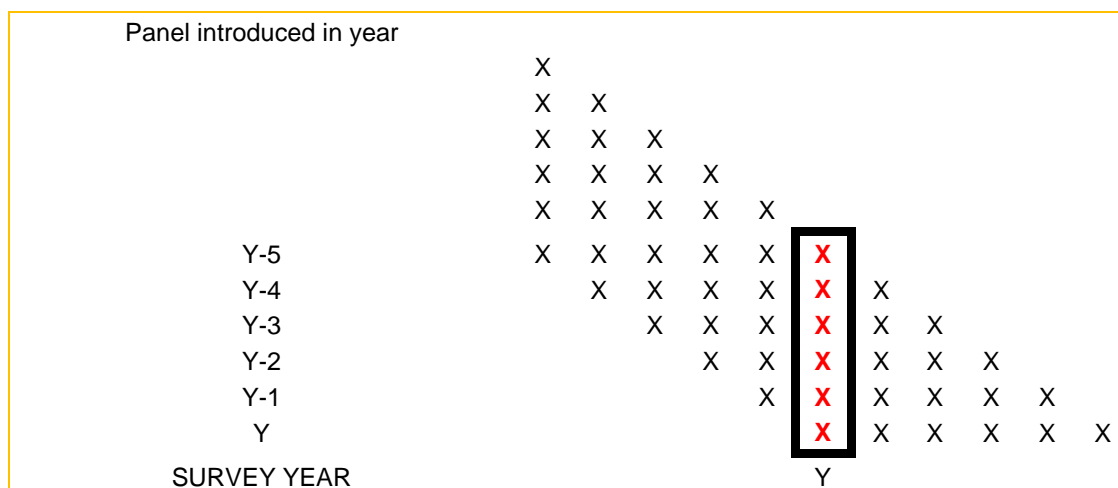 Panel introduced in year
X
X X
X X X
X X X X
X X X X X
Y-5 X X X X X X
Y-4 X X X X X X
Y-3 X X X X X X
Y-2 X X X X X X
Y-1 X X X X X X
Y X X X X X X
SURVEY YEAR Y